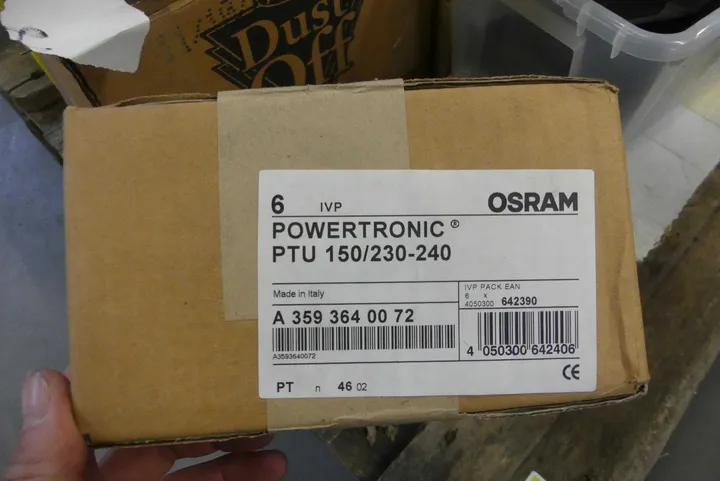 Dust
Off
6 IVP OSRAM
POWERTRONIC ®
PTU 150/230-240
Made in Italy
IVP PACK EAN
6 x
4050300 642390
A 359 364 00 72
A3593640072
4 050300 642406
PT n 46 02
CE